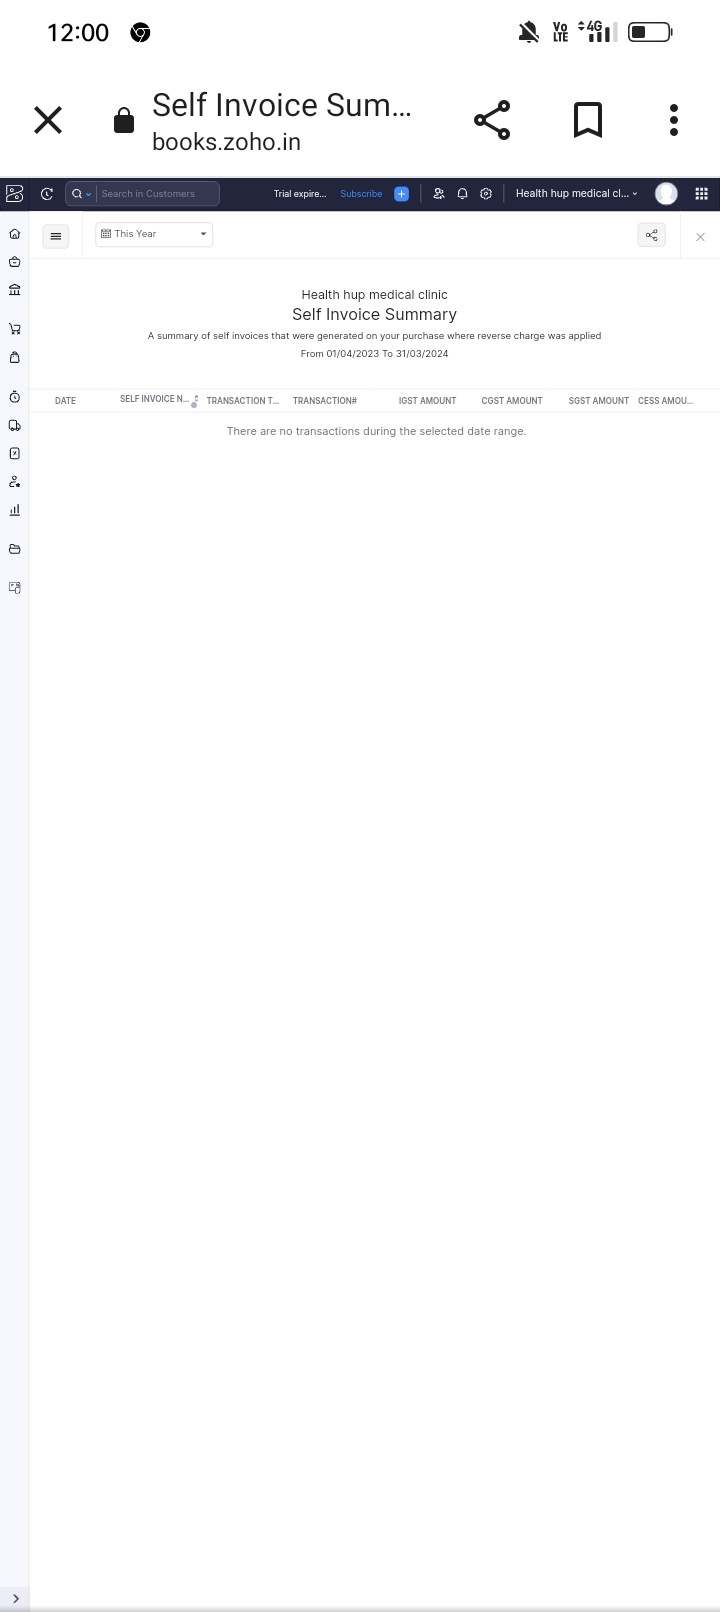 12:00
Vo LTE 4G
Self Invoice Sum...
books.zoho.in
Search in Customers
Trial expire...
Subscribe
Health hup medical cl...
This Year
Health hup medical clinic
Self Invoice Summary
A summary of self invoices that were generated on your purchase where reverse charge was applied
From 01/04/2023 To 31/03/2024
DATE SELF INVOICE N... TRANSACTION T... TRANSACTION# IGST AMOUNT CGST AMOUNT SGST AMOUNT CESS AMOU...
There are no transactions during the selected date range.